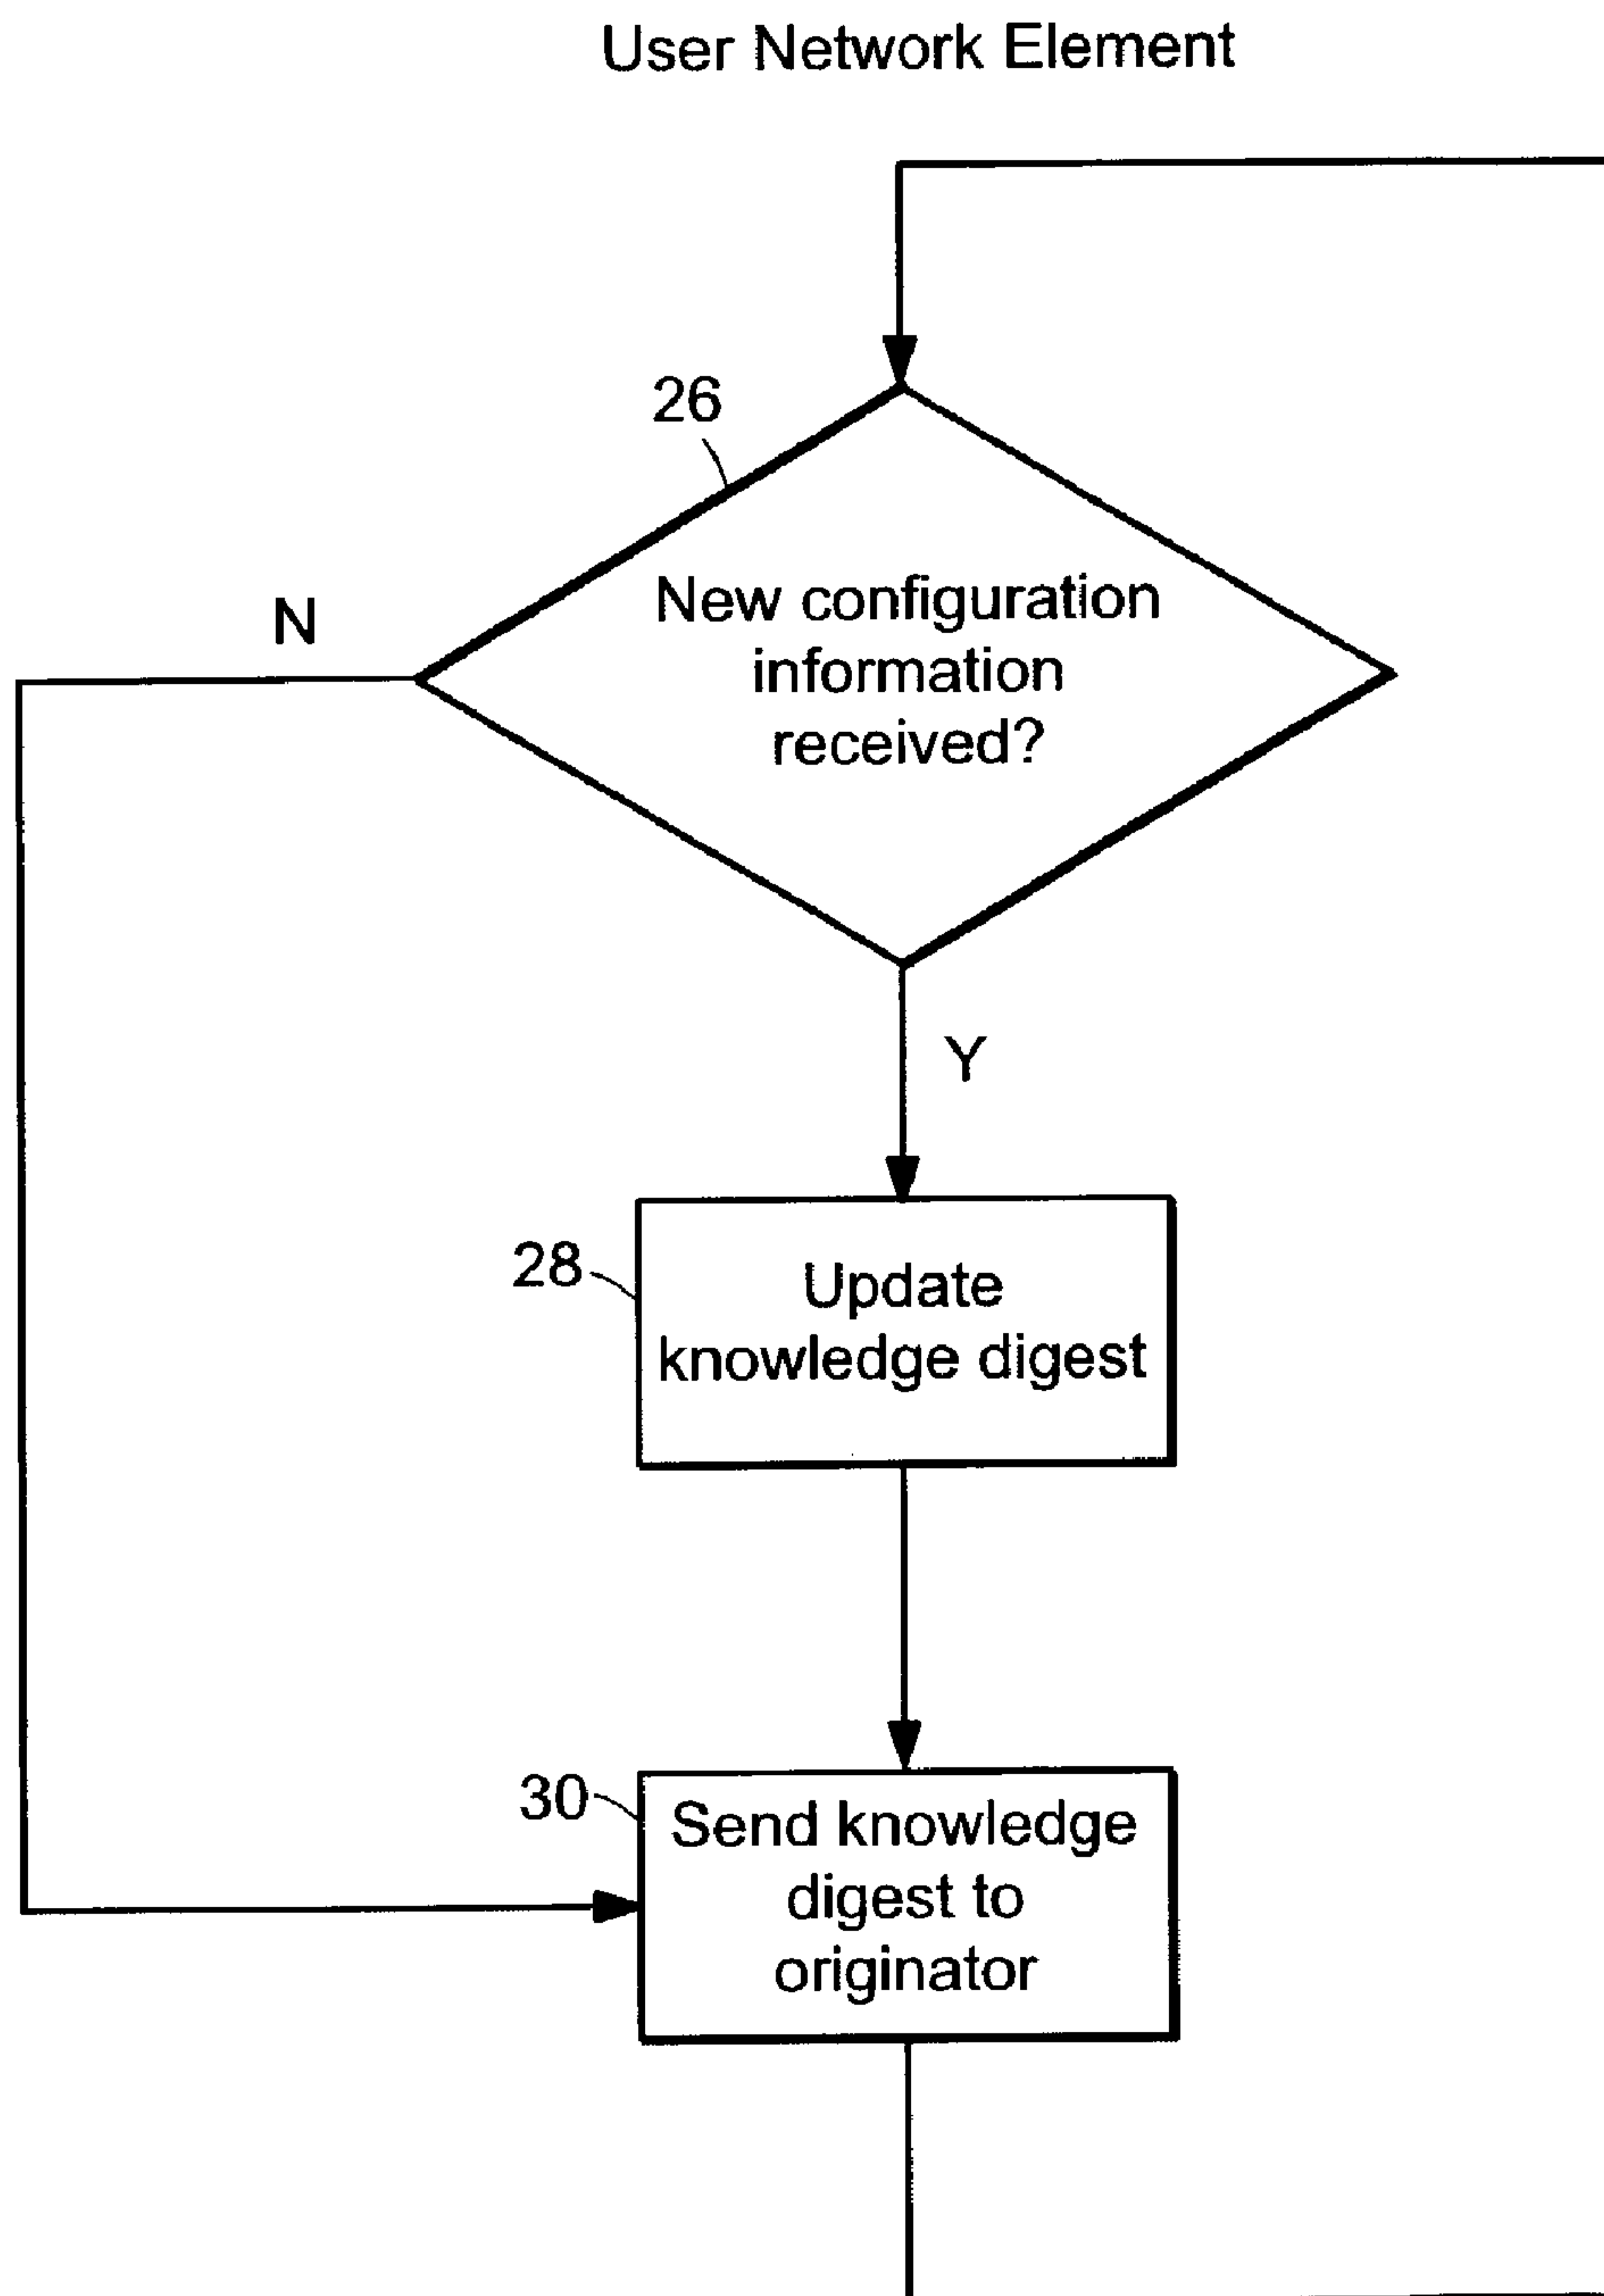 User Network Element
26
N
New configuration
information
received?
Y
28
Update
knowledge digest
30
Send knowledge
digest to
originator